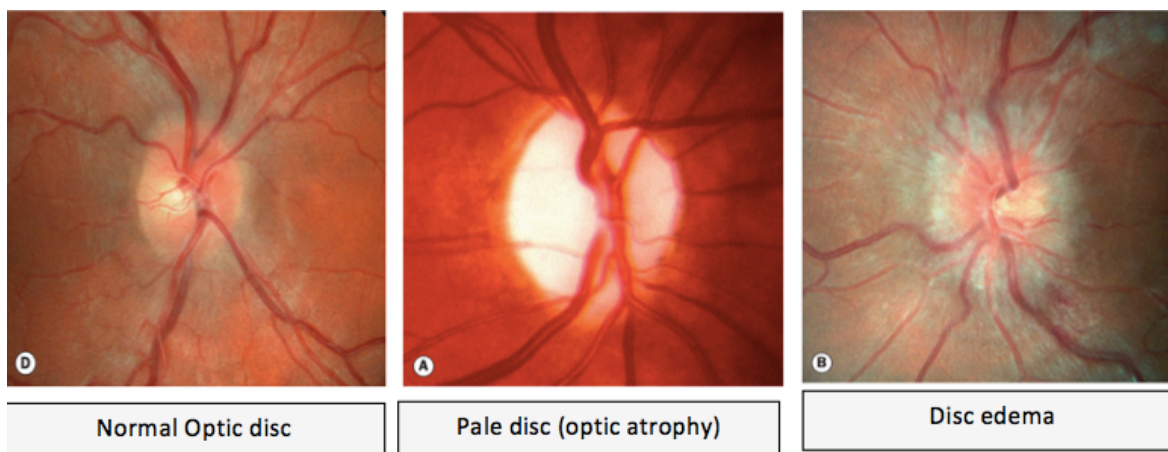 D
A
B
Normal Optic disc
Pale disc (optic atrophy)
Disc edema